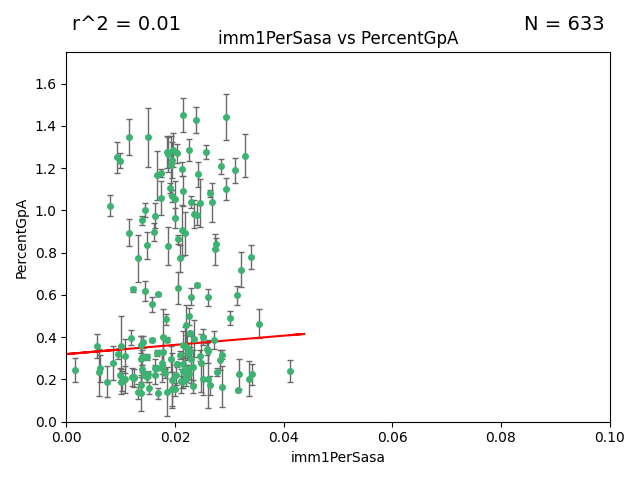 r^2 = 0.01
N = 633
imm1PerSasa vs PercentGpA
PercentGpA
1.6
1.4
1.2
1.0
0.8
0.6
0.4
0.2
0.0
0.00 0.02 0.04 0.06 0.08 0.10
imm1PerSasa